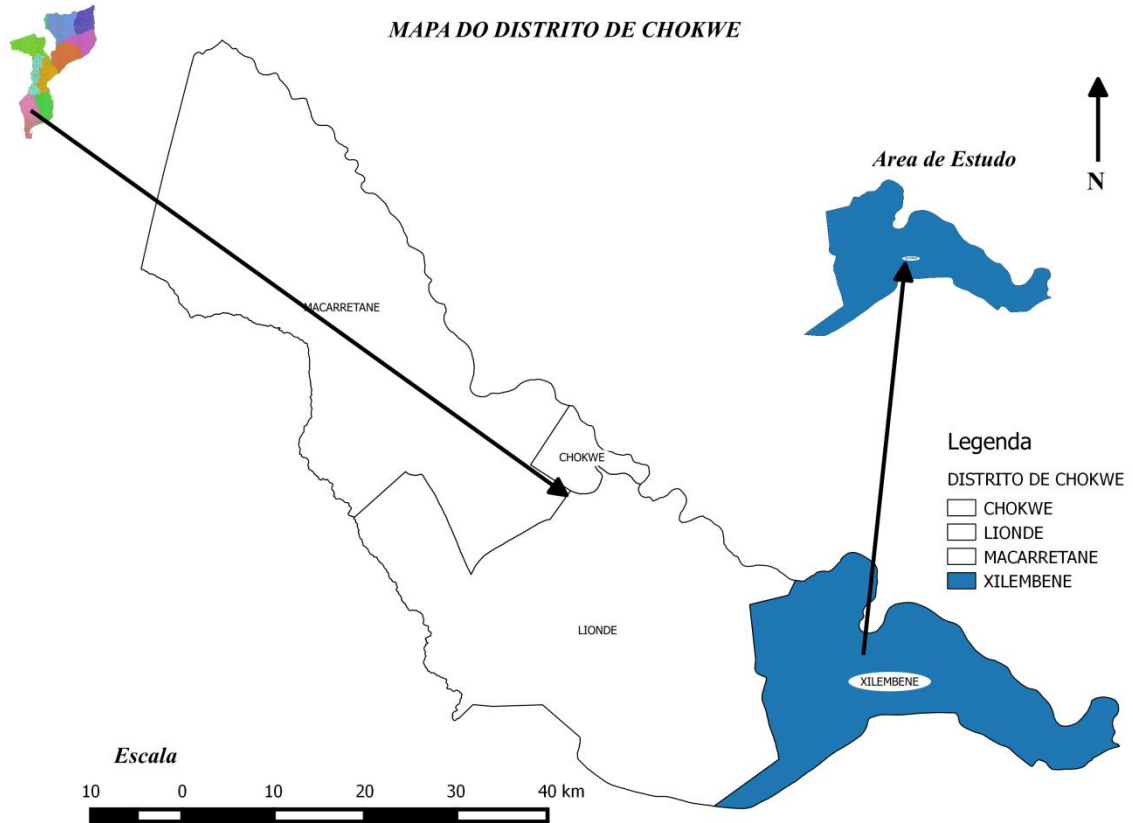 MAPA DO DISTRITO DE CHOKWE
Area de Estudo
N
MACARRETANE
CHOKWE
LIONDE
XILEMBENE
Legenda
DISTRITO DE CHOKWE
CHOKWE
LIONDE
MACARRETANE
XILEMBENE
Escala
10 0 10 20 30 40 km